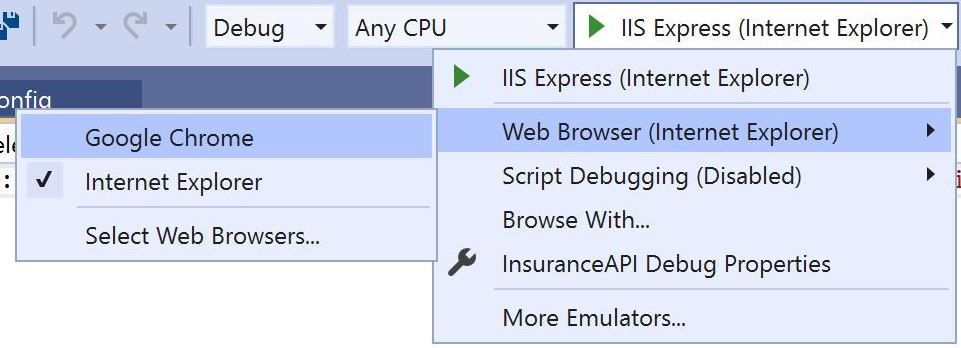 Debug
Any CPU
IIS Express (Internet Explorer)
IIS Express (Internet Explorer)
onfig
Google Chrome
Web Browser (Internet Explorer)
Internet Explorer
Script Debugging (Disabled)
Browse With...
Select Web Browsers...
InsuranceAPI Debug Properties
More Emulators...